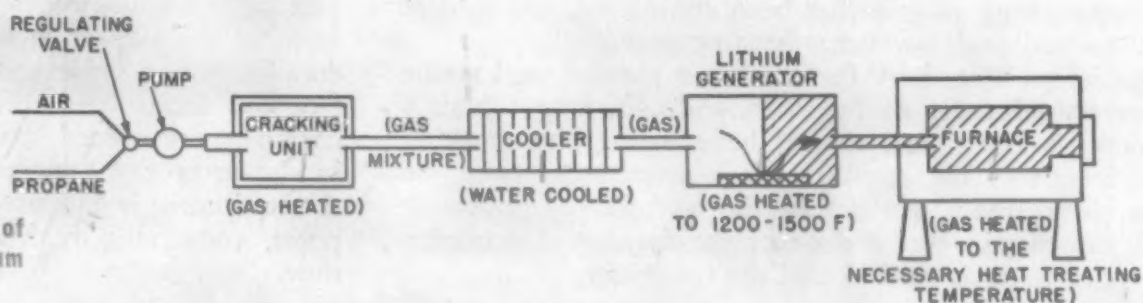 REGULATING
VALVE
PUMP
AIR
PROPANE
CRACKING
UNIT
(GAS HEATED)
(GAS
MIXTURE)
COOLER
(WATER COOLED)
(GAS)
LITHIUM
GENERATOR
(GAS HEATED
TO 1200-1500 F)
FURNACE
(GAS HEATED
TO THE
NECESSARY HEAT TREATING
TEMPERATURE)
of